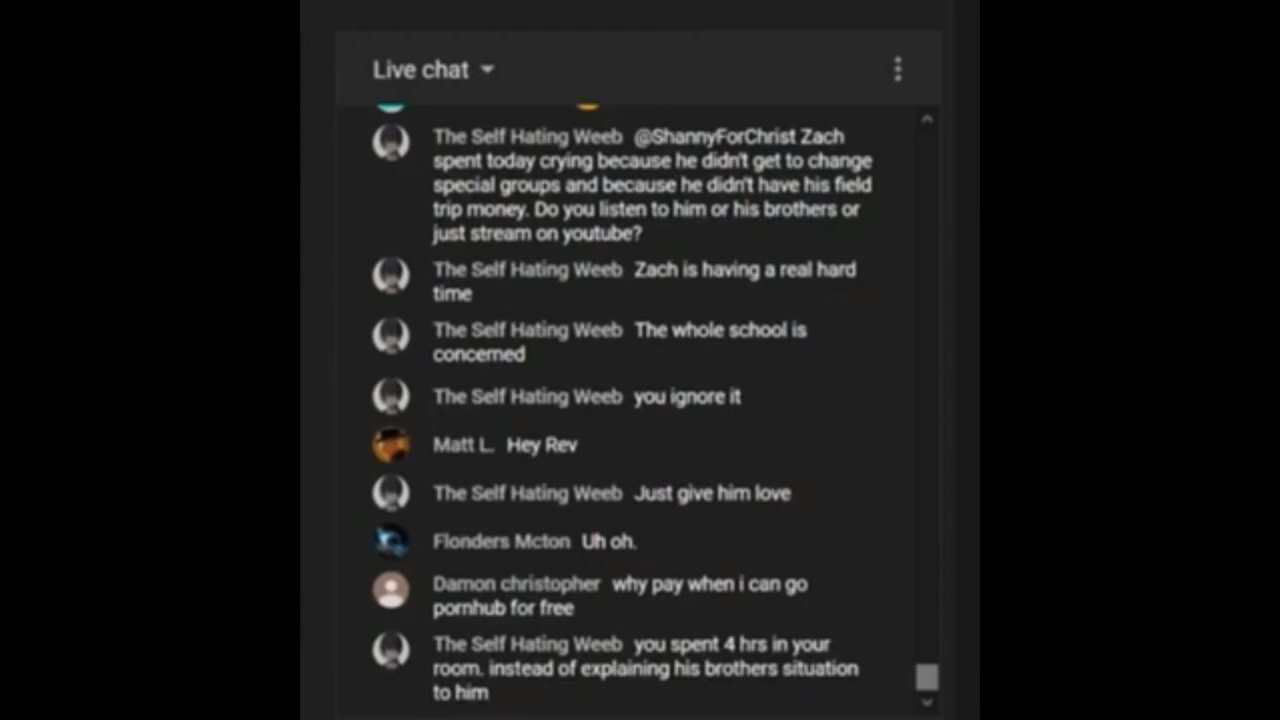 Live chat
The Self Hating Weeb @ShannyForChrist Zach
spent today crying because he didn't get to change
special groups and because he didn't have his field
trip money. Do you listen to him or his brothers or
just stream on youtube?
The Self Hating Weeb Zach is having a real hard
time
The Self Hating Weeb The whole school is
concerned
The Self Hating Weeb you ignore it
Matt L. Hey Rev
The Self Hating Weeb Just give him love
Flonders Mcton Uh oh.
Damon christopher why pay when i can go
pornhub for free
The Self Hating Weeb you spent 4 hrs in your
room. instead of explaining his brothers situation
to him